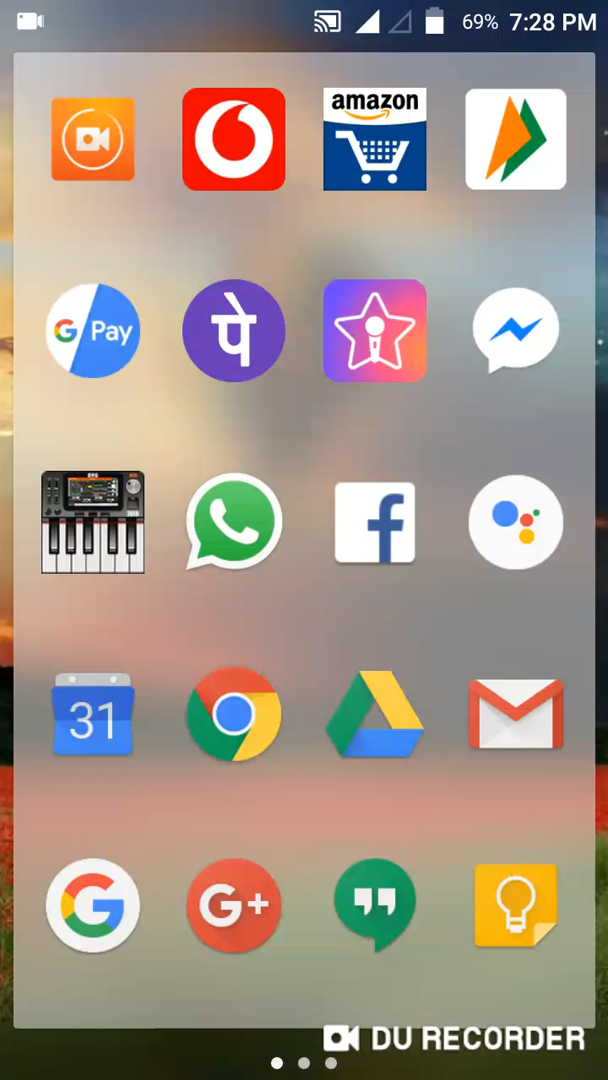 69% 7:28 PM
amazon
G Pay
पे
31
G
G+
DU RECORDER